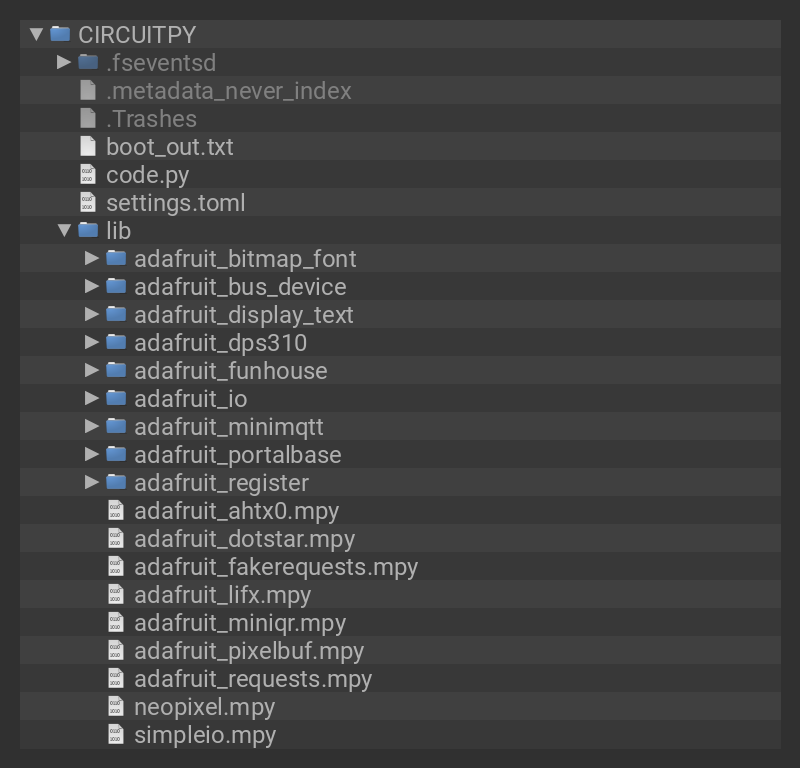 CIRCUITPY
.fseventsd
.metadata_never_index
.Trashes
boot_out.txt
code.py
settings.toml
lib
adafruit_bitmap_font
adafruit_bus_device
adafruit_display_text
adafruit_dps310
adafruit_funhouse
adafruit_io
adafruit_minimqtt
adafruit_portalbase
adafruit_register
adafruit_ahtx0.mpy
adafruit_dotstar.mpy
adafruit_fakerequests.mpy
adafruit_lifx.mpy
adafruit_miniqr.mpy
adafruit_pixelbuf.mpy
adafruit_requests.mpy
neopixel.mpy
simpleio.mpy